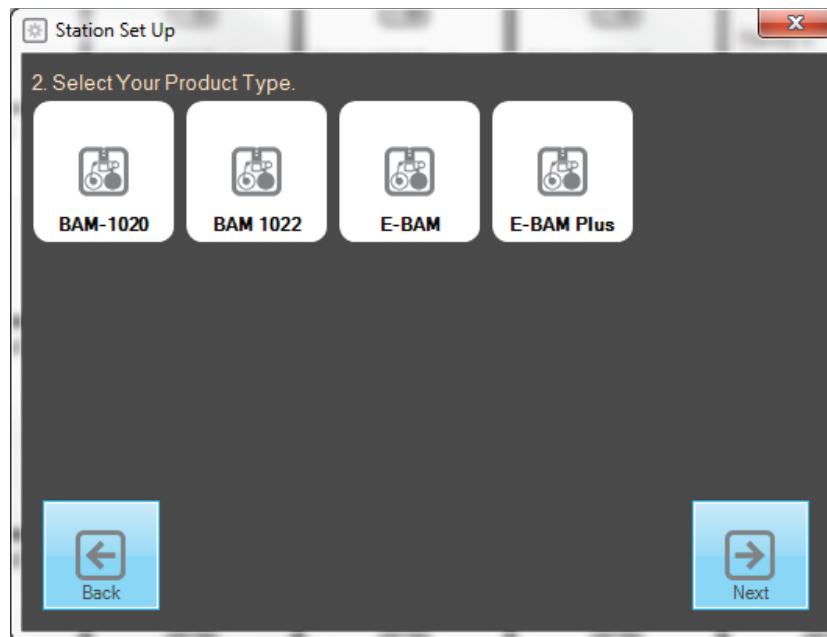 Station Set Up
2. Select Your Product Type.
BAM-1020 BAM 1022 E-BAM E-BAM Plus
Back Next